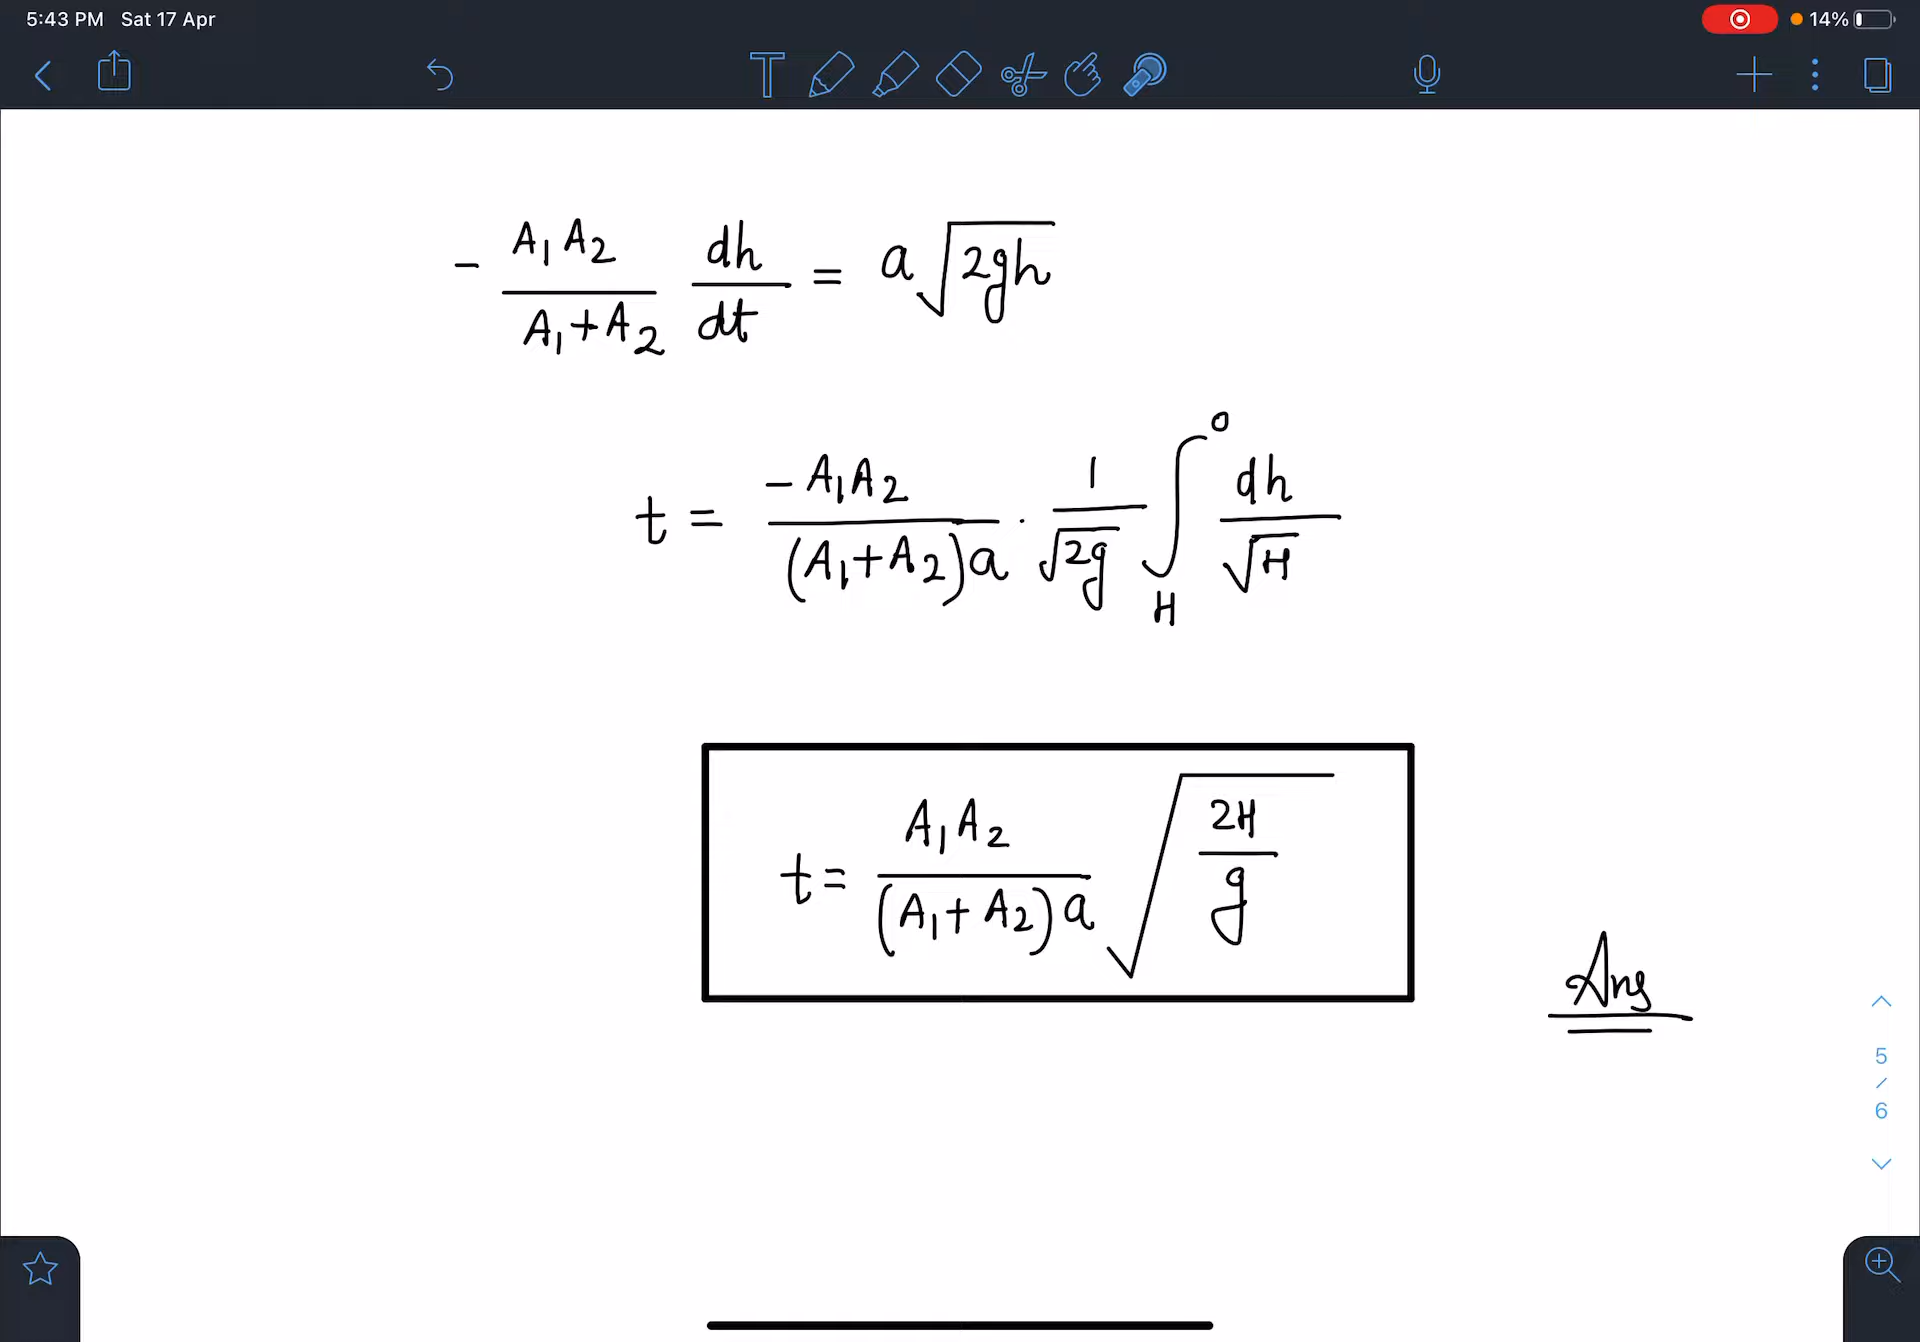 5:43 PM Sat 17 Apr
14%
- A₁A₂/(A₁+A₂) dh/dt = a√(2gh)
t = -A₁A₂/((A₁+A₂)a) · 1/√(2g) ∫_H^0 dh/√H
t = A₁A₂/((A₁+A₂)a) √(2H/g)
Ans
5
/
6